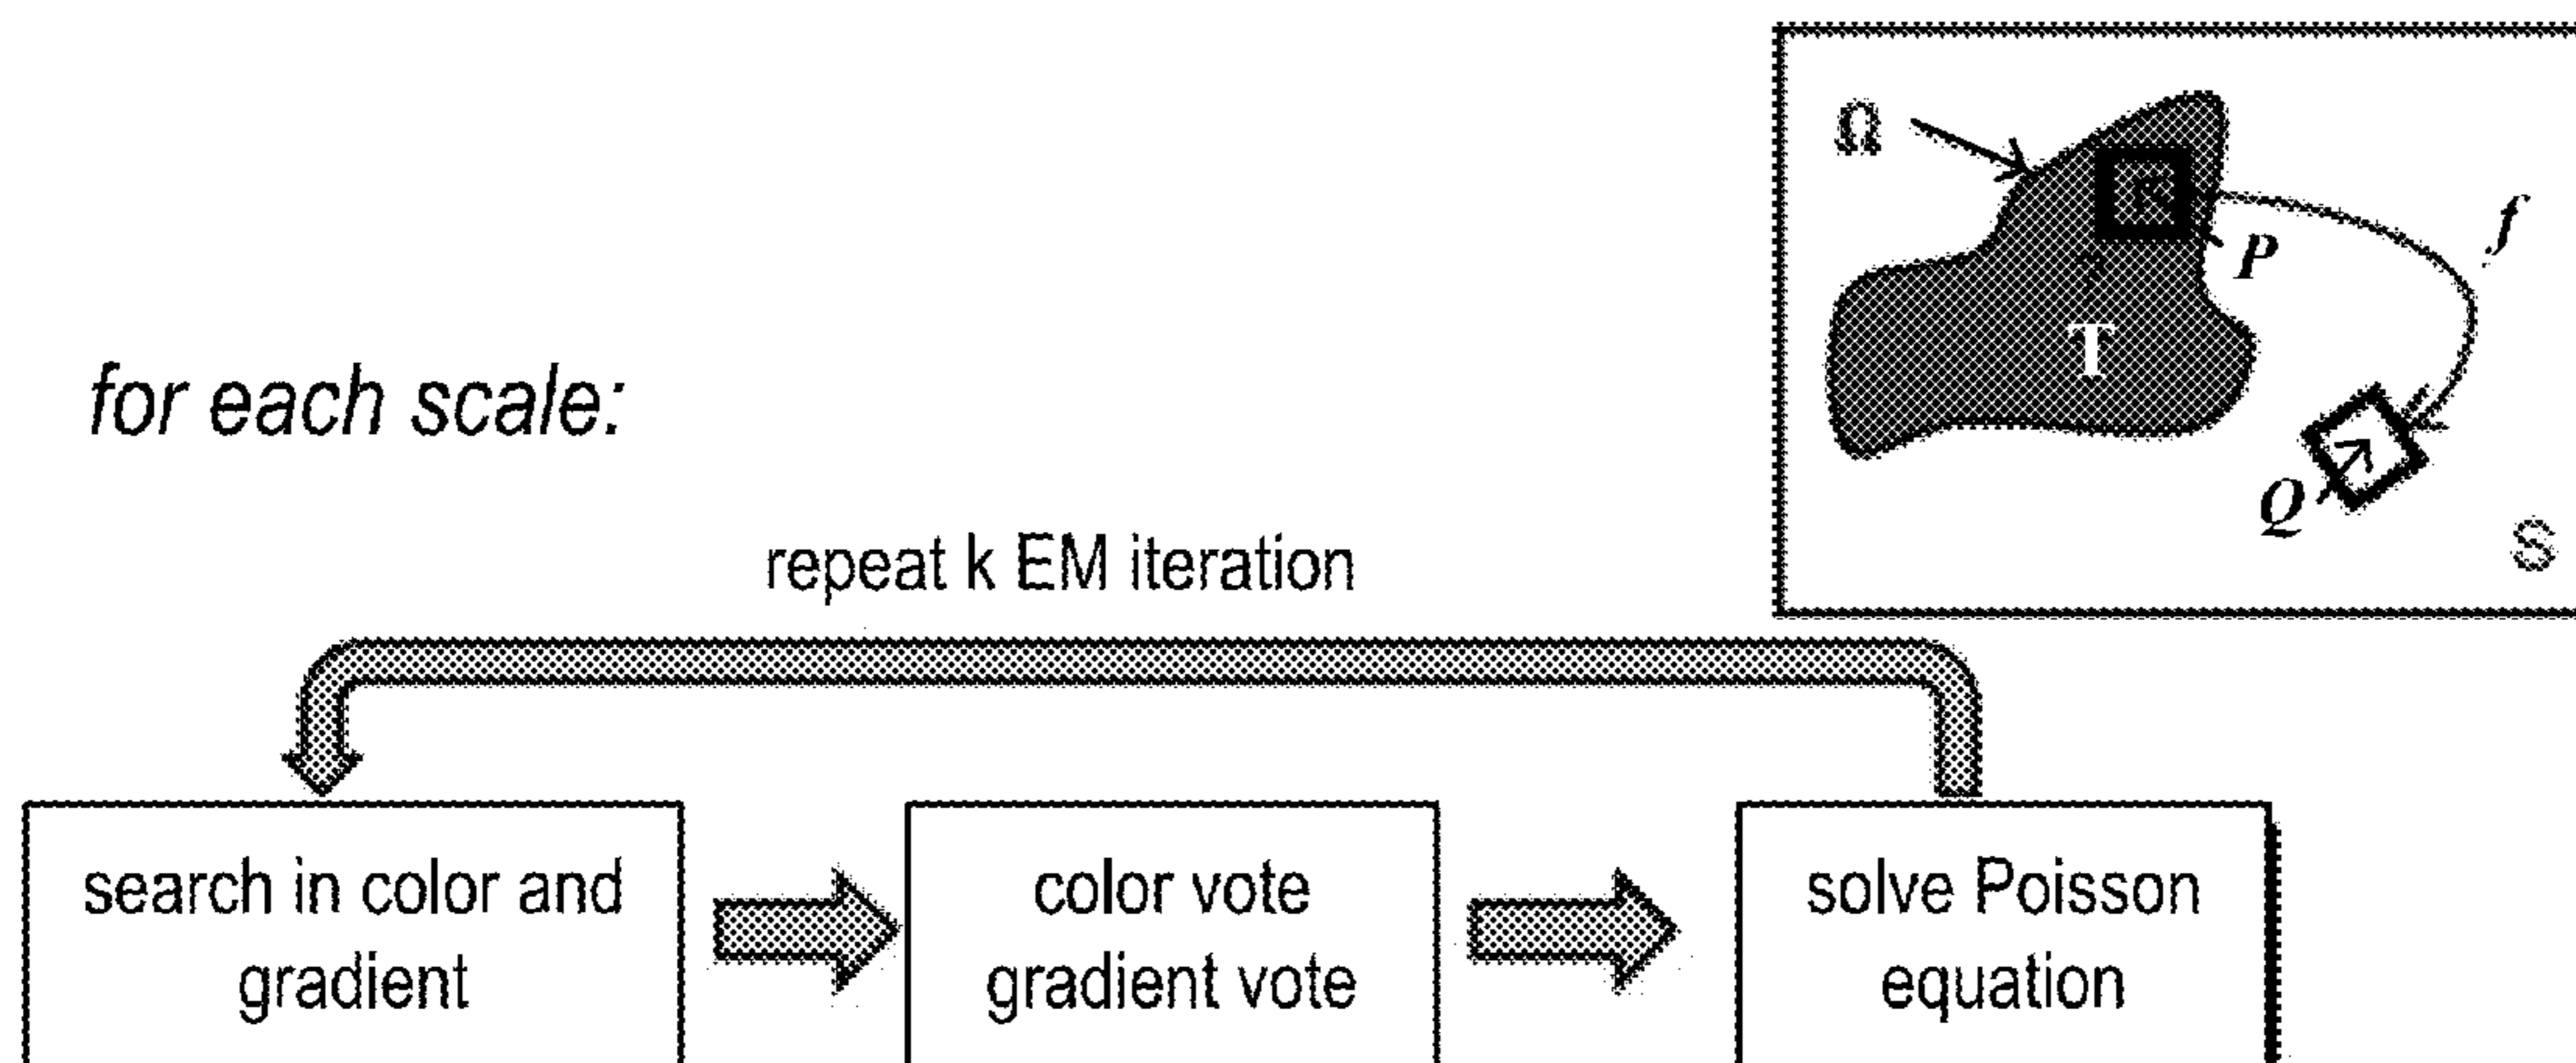 Ω
f
P
T
for each scale:
Q
S
repeat k EM iteration
search in color and
gradient
color vote
gradient vote
solve Poisson
equation